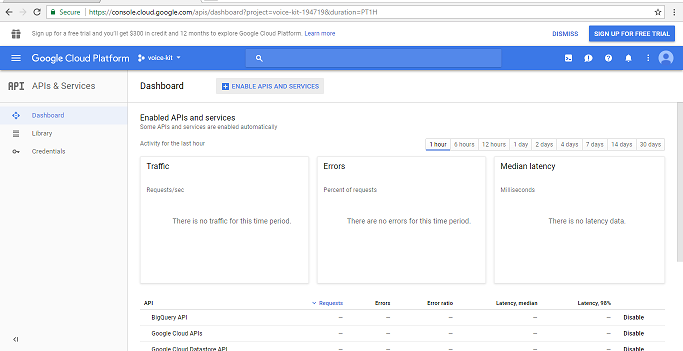 Secure https://console.cloud.google.com/apis/dashboard?project=voice-kit-194719&duration=PT1H
Sign up for a free trial and you'll get $300 in credit and 12 months to explore Google Cloud Platform. Learn more DISMISS SIGN UP FOR FREE TRIAL
Google Cloud Platform voice-kit
API APIs & Services Dashboard ENABLE APIS AND SERVICES
Dashboard
Library
Credentials
Enabled APIs and services
Some APIs and services are enabled automatically
Activity for the last hour 1 hour 6 hours 12 hours 1 day 2 days 4 days 7 days 14 days 30 days
Traffic Errors Median latency
Requests/sec Percent of requests Milliseconds
There is no traffic for this time period. There are no errors for this time period. There is no latency data.
API Requests Errors Error ratio Latency, median Latency, 98%
BigQuery API — — — — — Disable
Google Cloud APIs — — — — — Disable
Google Cloud Datastore API — — — — — Disable